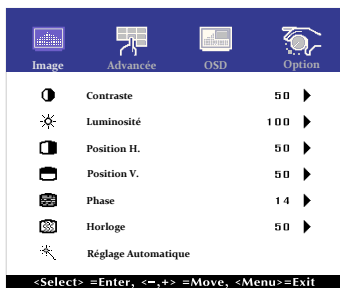 Image Advancée OSD Option
Contraste 50
Luminosité 100
Position H. 50
Position V. 50
Phase 14
Horloge 50
Réglage Automatique
<Select> =Enter, <−,+> =Move, <Menu>=Exit